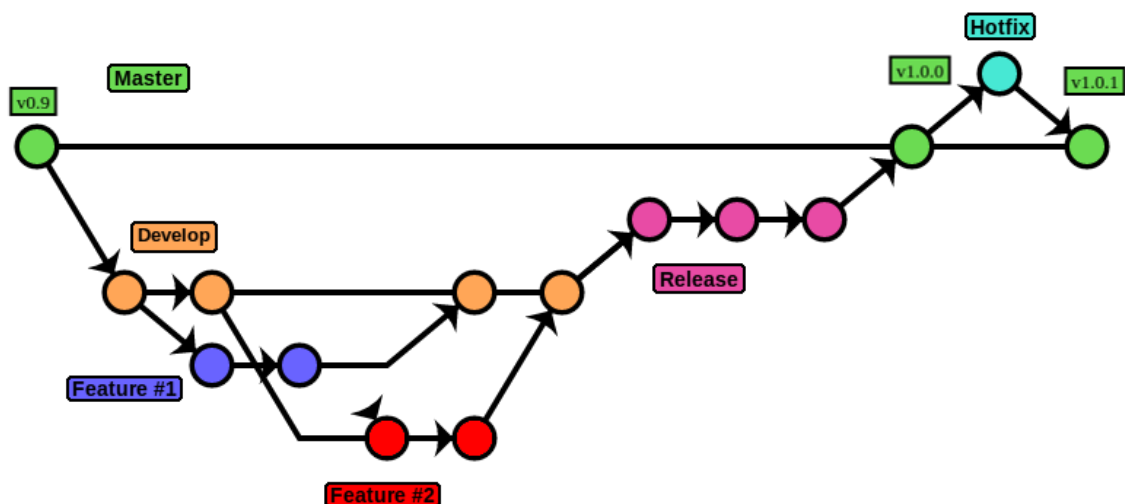 Hotfix
Master
v1.0.0
v1.0.1
v0.9
Develop
Release
Feature #1
Feature #2